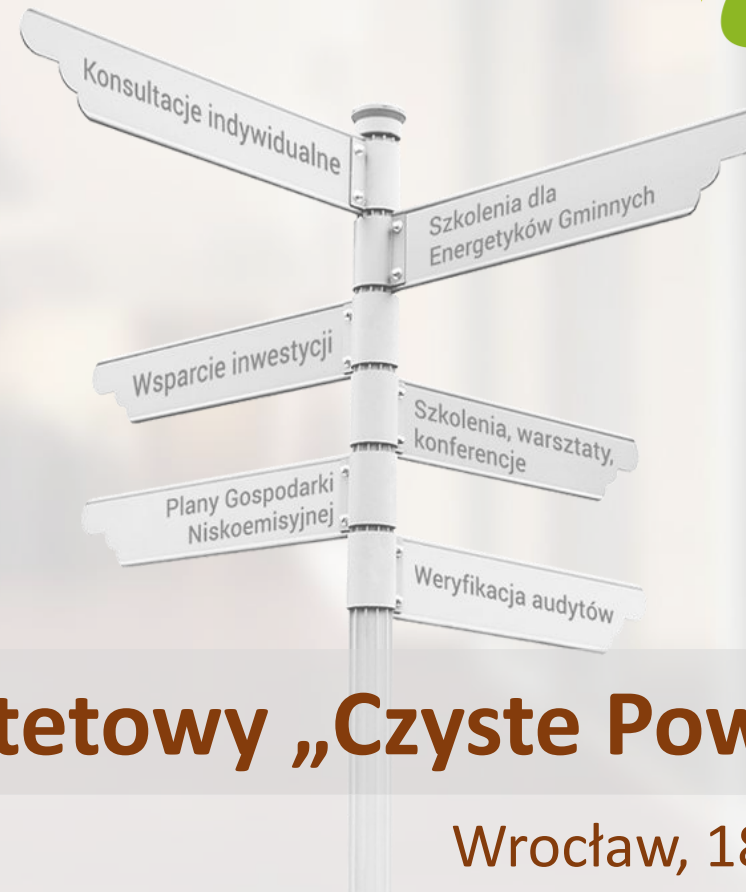 Konsultacje indywidualne
Szkolenia dla
Energetyków Gminnych
Wsparcie inwestycji
Szkolenia, warsztaty,
konferencje
Plany Gospodarki
Niskoemisyjnej
Weryfikacja audytów
tetowy „Czyste Pow
Wrocław, 18